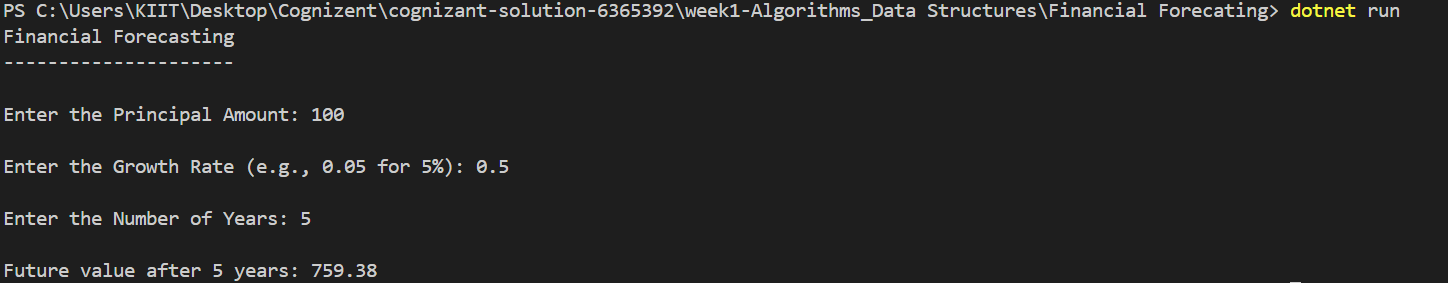 PS C:\Users\KIIT\Desktop\Cognizent\cognizant-solution-6365392\week1-Algorithms_Data Structures\Financial Forecating> dotnet run
Financial Forecasting
---------------------
Enter the Principal Amount: 100
Enter the Growth Rate (e.g., 0.05 for 5%): 0.5
Enter the Number of Years: 5
Future value after 5 years: 759.38